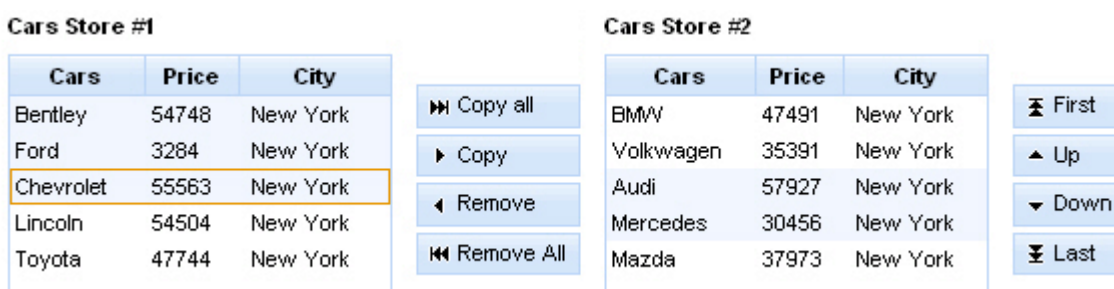 Cars Store #1
Cars Price City
Bentley 54748 New York
Ford 3284 New York
Chevrolet 55563 New York
Lincoln 54504 New York
Toyota 47744 New York
Copy all
Copy
Remove
Remove All
Cars Store #2
Cars Price City
BMW 47491 New York
Volkwagen 35391 New York
Audi 57927 New York
Mercedes 30456 New York
Mazda 37973 New York
First
Up
Down
Last